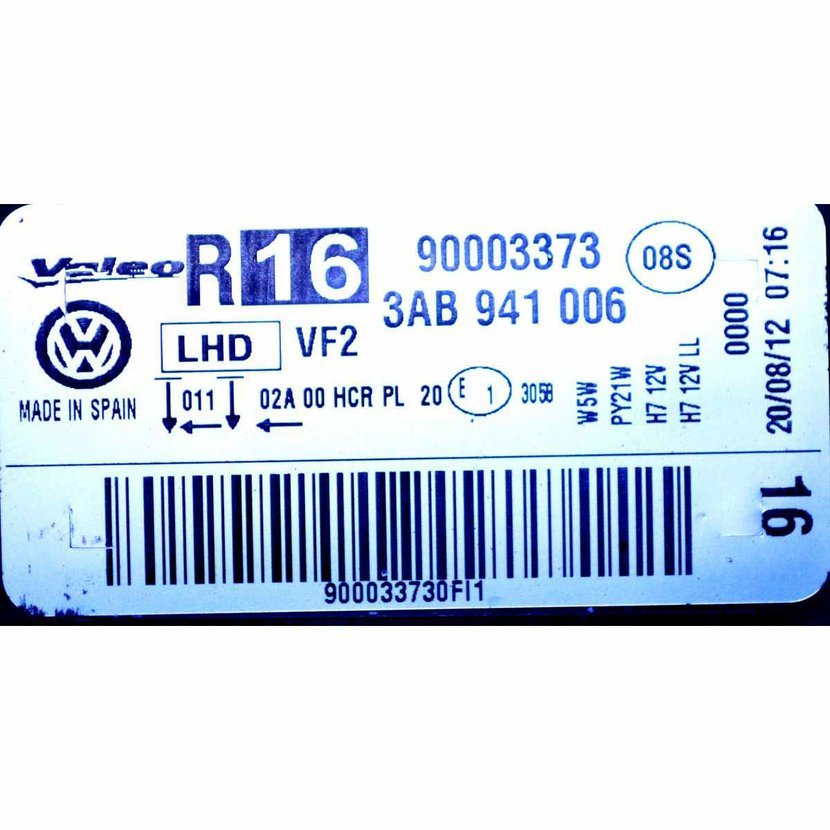 Valeo R 16 90003373 08S
3AB 941 006
LHD VF2
MADE IN SPAIN
011 02A 00 HCR PL 20 E 1 3058
W5W
PY21W
H7 12V
H7 12V LL
0000
20/08/12 07:16
16
900033730FI1